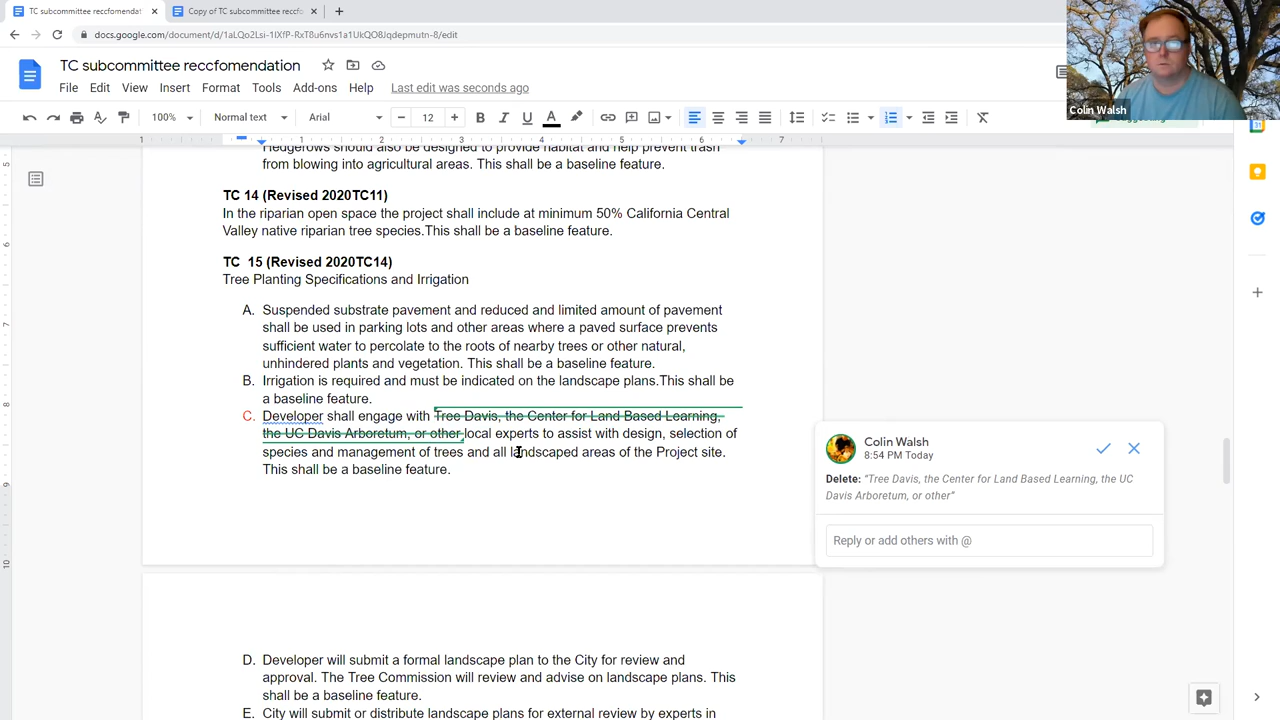 TC subcommittee reccfomendati
Copy of TC subcommittee reccfo
docs.google.com/document/d/1aLQo2Lsi-1IXfP-RxT8u6nvs1a1UkQO8Jqdepmutn-8/edit
TC subcommittee reccfomendation
File Edit View Insert Format Tools Add-ons Help Last edit was seconds ago
100% Normal text Arial 12
Colin Walsh
1 1 2 3 4 5 6 7
Hedgerows should also be designed to provide habitat and help prevent trash
from blowing into agricultural areas. This shall be a baseline feature.
TC 14 (Revised 2020TC11)
In the riparian open space the project shall include at minimum 50% California Central
Valley native riparian tree species.This shall be a baseline feature.
TC 15 (Revised 2020TC14)
Tree Planting Specifications and Irrigation
A. Suspended substrate pavement and reduced and limited amount of pavement
shall be used in parking lots and other areas where a paved surface prevents
sufficient water to percolate to the roots of nearby trees or other natural,
unhindered plants and vegetation. This shall be a baseline feature.
B. Irrigation is required and must be indicated on the landscape plans.This shall be
a baseline feature.
C. Developer shall engage with Tree Davis, the Center for Land Based Learning,
the UC Davis Arboretum, or other local experts to assist with design, selection of
species and management of trees and all landscaped areas of the Project site.
This shall be a baseline feature.
Colin Walsh
8:54 PM Today
Delete: “Tree Davis, the Center for Land Based Learning, the UC
Davis Arboretum, or other”
Reply or add others with @
D. Developer will submit a formal landscape plan to the City for review and
approval. The Tree Commission will review and advise on landscape plans. This
shall be a baseline feature.
E. City will submit or distribute landscape plans for external review by experts in